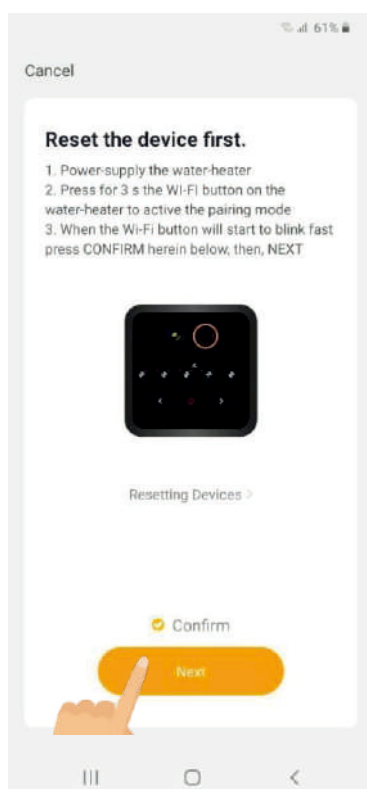 61%
Cancel
Reset the device first.
1. Power-supply the water-heater
2. Press for 3 s the WI-FI button on the
water-heater to active the pairing mode
3. When the Wi-Fi button will start to blink fast
press CONFIRM herein below, then, NEXT
Resetting Devices >
Confirm
Next